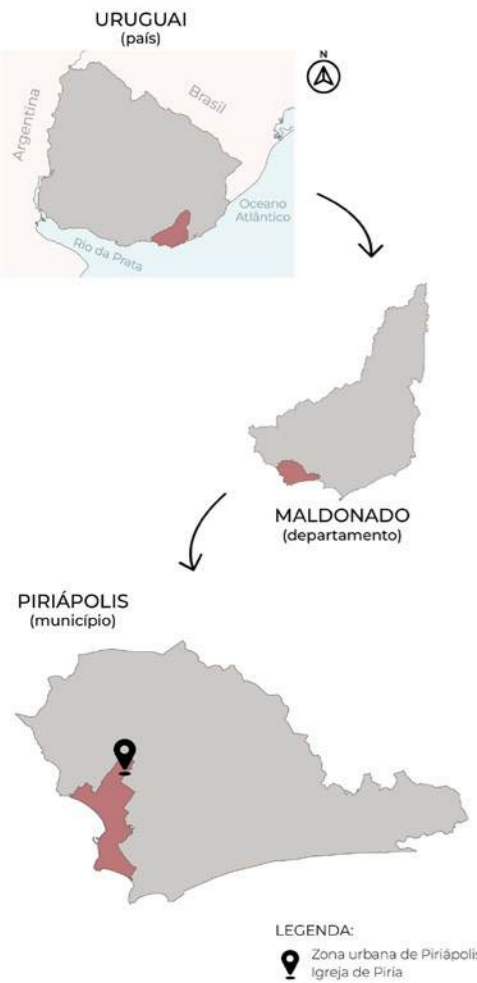 URUGUAI
(país)
N
Argentina
Brasil
Oceano
Atlântico
Rio da Prata
MALDONADO
(departamento)
PIRIÁPOLIS
(município)
LEGENDA:
Zona urbana de Piriápolis
Igreja de Piria